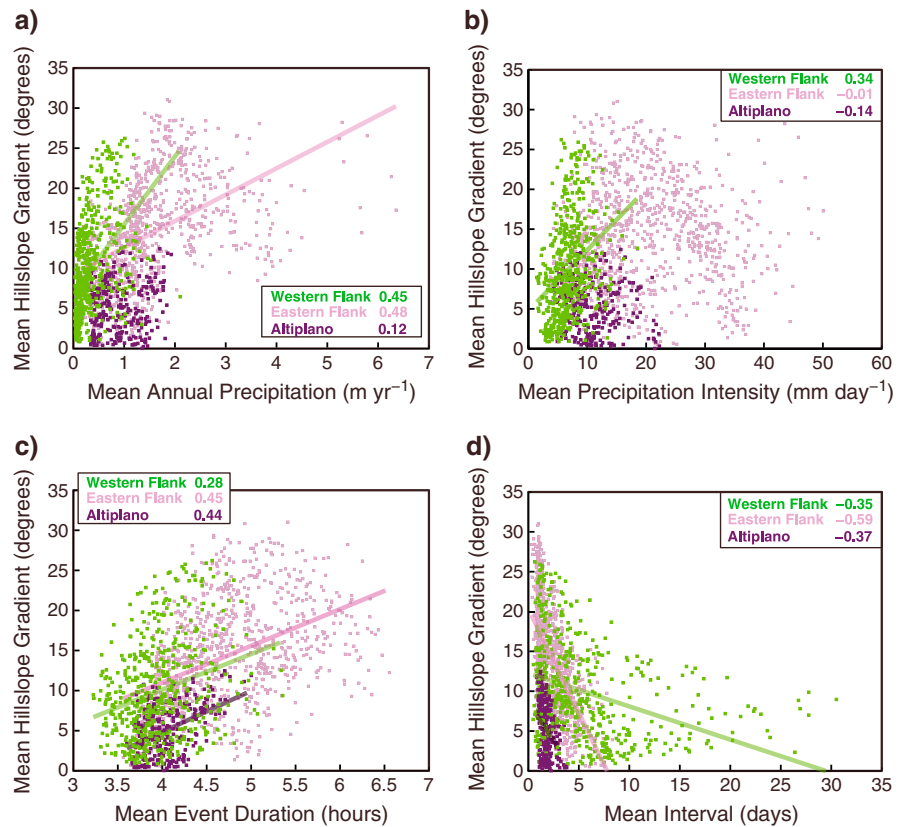 a)
Mean Hillslope Gradient (degrees)
35
30
25
20
15
10
5
0
Western Flank 0.45
Eastern Flank 0.48
Altiplano 0.12
0 1 2 3 4 5 6 7
Mean Annual Precipitation (m yr⁻¹)
b)
Mean Hillslope Gradient (degrees)
35
30
25
20
15
10
5
0
Western Flank 0.34
Eastern Flank −0.01
Altiplano −0.14
0 10 20 30 40 50 60
Mean Precipitation Intensity (mm day⁻¹)
c)
Mean Hillslope Gradient (degrees)
35
30
25
20
15
10
5
0
Western Flank 0.28
Eastern Flank 0.45
Altiplano 0.44
3 3.5 4 4.5 5 5.5 6 6.5 7
Mean Event Duration (hours)
d)
Mean Hillslope Gradient (degrees)
35
30
25
20
15
10
5
0
Western Flank −0.35
Eastern Flank −0.59
Altiplano −0.37
0 5 10 15 20 25 30 35
Mean Interval (days)